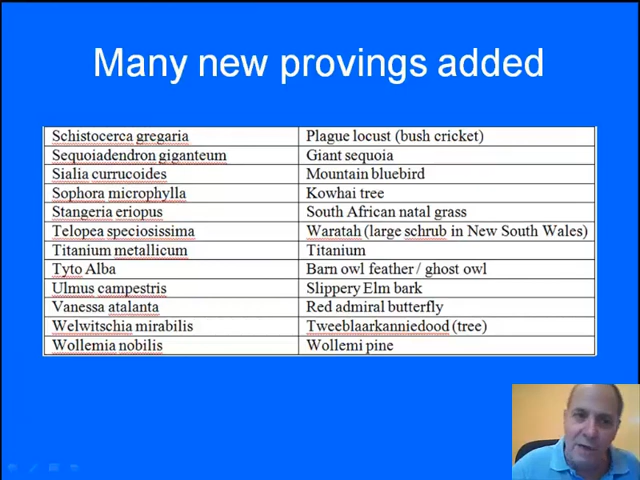 Many new provings added
Schistocerca gregaria Plague locust (bush cricket)
Sequoiadendron giganteum Giant sequoia
Sialia currucoides Mountain bluebird
Sophora microphylla Kowhai tree
Stangeria eriopus South African natal grass
Telopea speciosissima Waratah (large schrub in New South Wales)
Titanium metallicum Titanium
Tyto Alba Barn owl feather / ghost owl
Ulmus campestris Slippery Elm bark
Vanessa atalanta Red admiral butterfly
Welwitschia mirabilis Tweeblaarkanniedood (tree)
Wollemia nobilis Wollemi pine